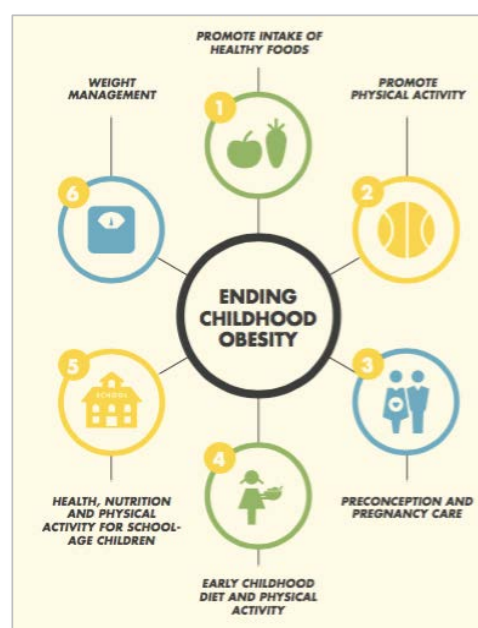 PROMOTE INTAKE OF
HEALTHY FOODS
1
PROMOTE
PHYSICAL ACTIVITY
2
PRECONCEPTION AND
PREGNANCY CARE
3
EARLY CHILDHOOD
DIET AND PHYSICAL
ACTIVITY
4
HEALTH, NUTRITION
AND PHYSICAL
ACTIVITY FOR SCHOOL-
AGE CHILDREN
5
SCHOOL
WEIGHT
MANAGEMENT
6
ENDING
CHILDHOOD
OBESITY